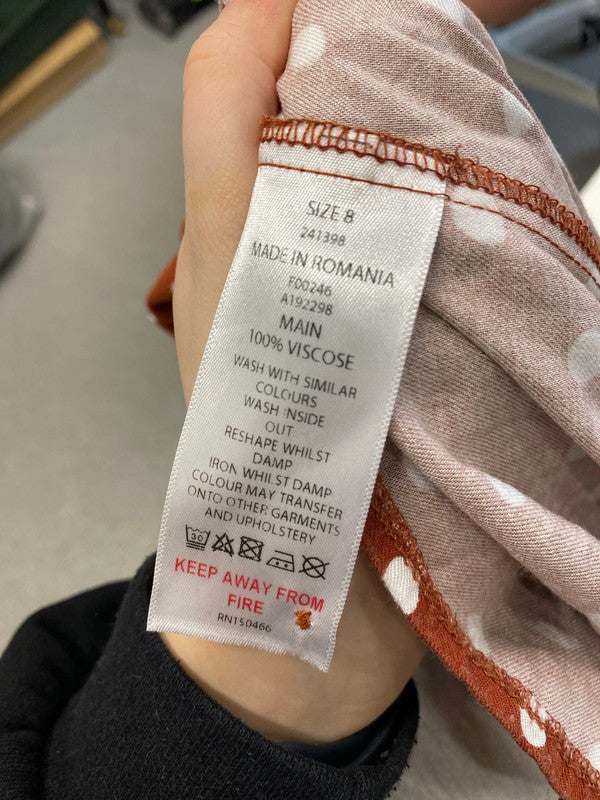 SIZE 8
241398
MADE IN ROMANIA
F00246
A192298
MAIN
100% VISCOSE
WASH WITH SIMILAR
COLOURS
WASH INSIDE
OUT
RESHAPE WHILST
DAMP
IRON WHILST DAMP
COLOUR MAY TRANSFER
ONTO OTHER GARMENTS
AND UPHOLSTERY
30
KEEP AWAY FROM
FIRE
RN150466